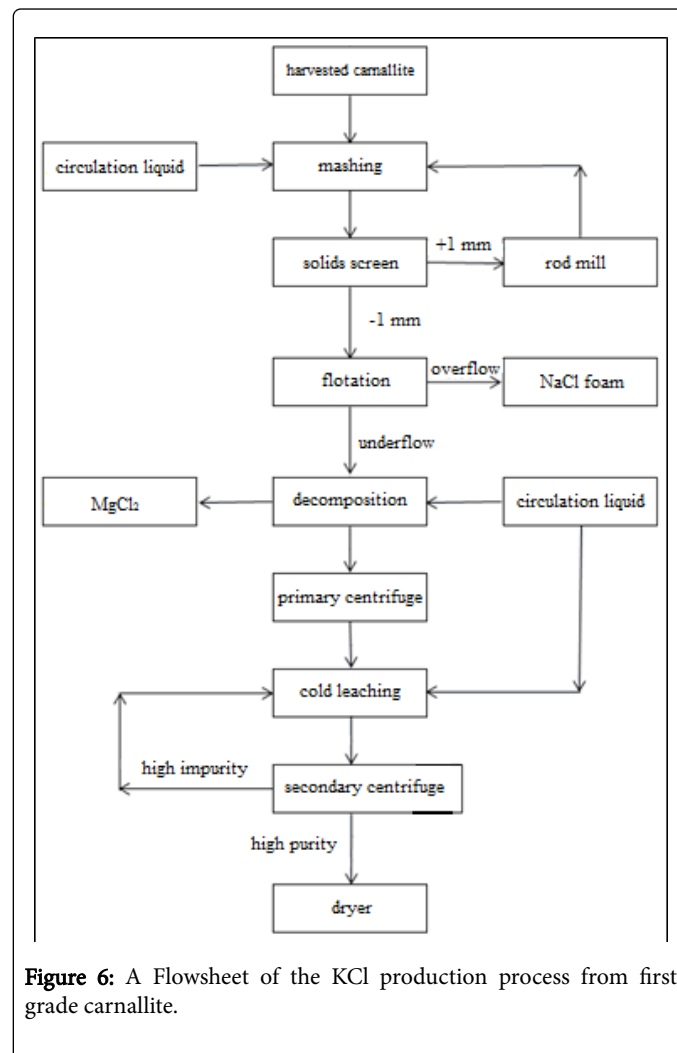 harvested carnallite
circulation liquid
mashing
+1 mm
solids screen
rod mill
-1 mm
overflow
flotation
NaCl foam
underflow
MgCl₂
decomposition
circulation liquid
primary centrifuge
cold leaching
high impurity
secondary centrifuge
high purity
dryer
Figure 6: A Flowsheet of the KCl production process from first
grade carnallite.